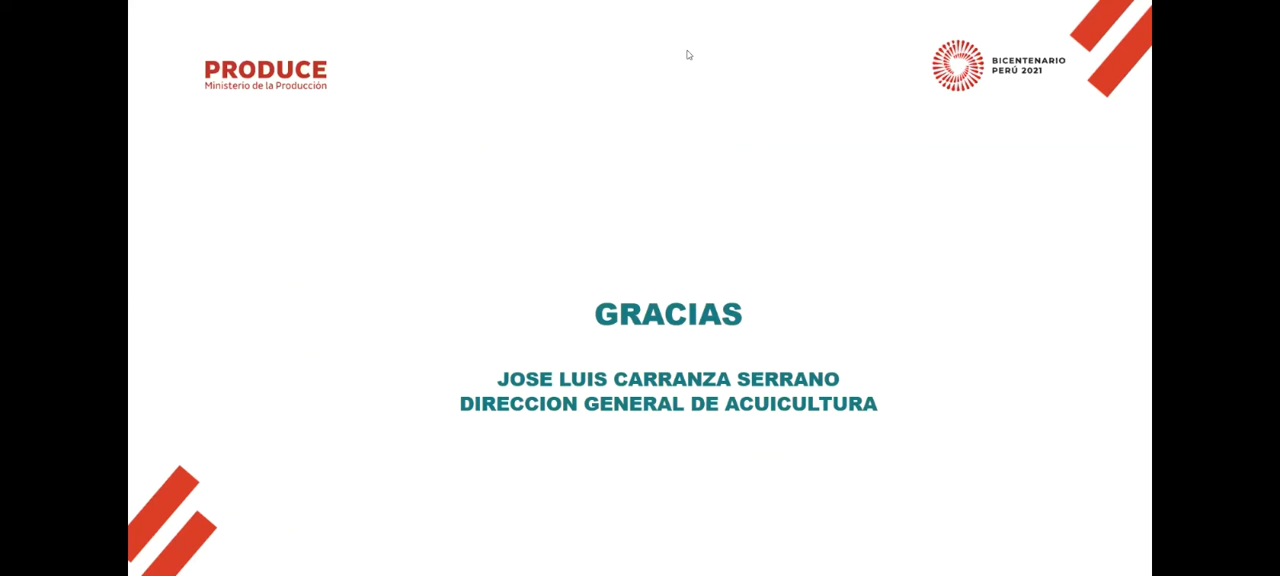 PRODUCE
Ministerio de la Producción
BICENTENARIO
PERÚ 2021
GRACIAS
JOSE LUIS CARRANZA SERRANO
DIRECCION GENERAL DE ACUICULTURA